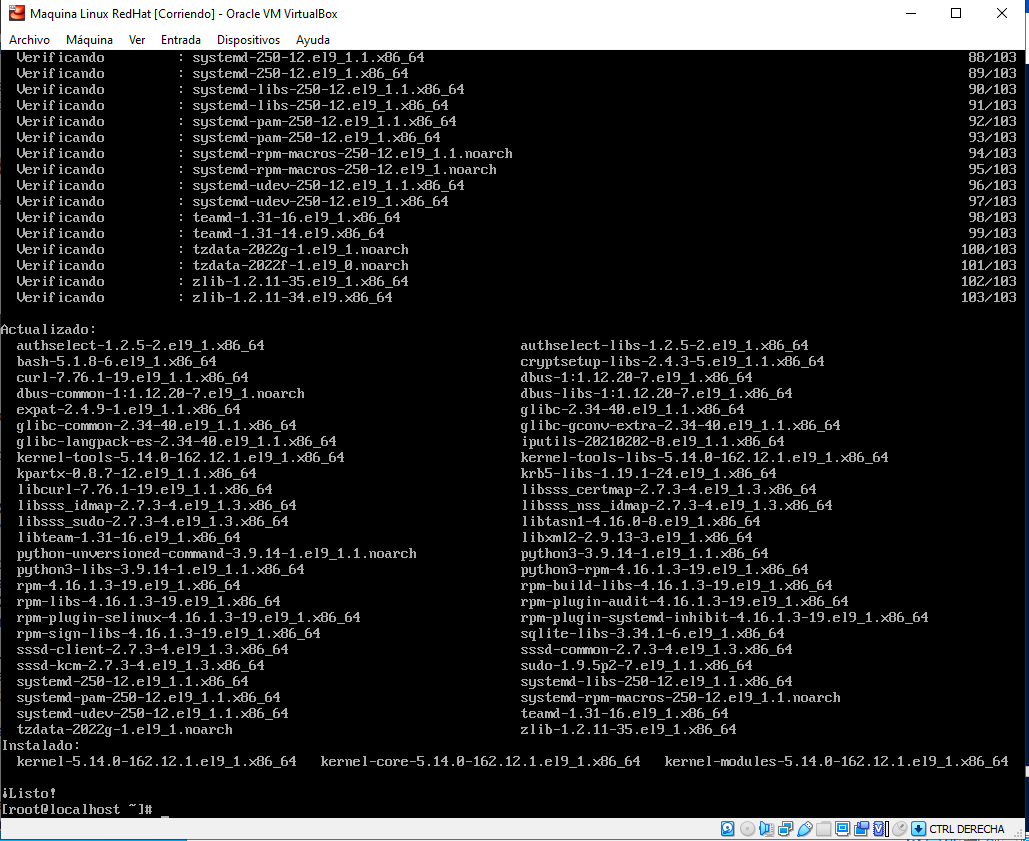 Maquina Linux RedHat [Corriendo] - Oracle VM VirtualBox
Archivo Máquina Ver Entrada Dispositivos Ayuda
Verificando : systemd-250-12.el9_1.1.x86_64 88/103
Verificando : systemd-250-12.el9_1.x86_64 89/103
Verificando : systemd-libs-250-12.el9_1.1.x86_64 90/103
Verificando : systemd-libs-250-12.el9_1.x86_64 91/103
Verificando : systemd-pam-250-12.el9_1.1.x86_64 92/103
Verificando : systemd-pam-250-12.el9_1.x86_64 93/103
Verificando : systemd-rpm-macros-250-12.el9_1.1.noarch 94/103
Verificando : systemd-rpm-macros-250-12.el9_1.noarch 95/103
Verificando : systemd-udev-250-12.el9_1.1.x86_64 96/103
Verificando : systemd-udev-250-12.el9_1.x86_64 97/103
Verificando : teamd-1.31-16.el9_1.x86_64 98/103
Verificando : teamd-1.31-14.el9.x86_64 99/103
Verificando : tzdata-2022g-1.el9_1.noarch 100/103
Verificando : tzdata-2022f-1.el9_0.noarch 101/103
Verificando : zlib-1.2.11-35.el9_1.x86_64 102/103
Verificando : zlib-1.2.11-34.el9.x86_64 103/103
Actualizado:
authselect-1.2.5-2.el9_1.x86_64 authselect-libs-1.2.5-2.el9_1.x86_64
bash-5.1.8-6.el9_1.x86_64 cryptsetup-libs-2.4.3-5.el9_1.1.x86_64
curl-7.76.1-19.el9_1.1.x86_64 dbus-1:1.12.20-7.el9_1.x86_64
dbus-common-1:1.12.20-7.el9_1.noarch dbus-libs-1:1.12.20-7.el9_1.x86_64
expat-2.4.9-1.el9_1.1.x86_64 glibc-2.34-40.el9_1.1.x86_64
glibc-common-2.34-40.el9_1.1.x86_64 glibc-gconv-extra-2.34-40.el9_1.1.x86_64
glibc-langpack-es-2.34-40.el9_1.1.x86_64 iputils-20210202-8.el9_1.1.x86_64
kernel-tools-5.14.0-162.12.1.el9_1.x86_64 kernel-tools-libs-5.14.0-162.12.1.el9_1.x86_64
kpartx-0.8.7-12.el9_1.1.x86_64 krb5-libs-1.19.1-24.el9_1.x86_64
libcurl-7.76.1-19.el9_1.1.x86_64 libsss_certmap-2.7.3-4.el9_1.3.x86_64
libsss_idmap-2.7.3-4.el9_1.3.x86_64 libsss_nss_idmap-2.7.3-4.el9_1.3.x86_64
libsss_sudo-2.7.3-4.el9_1.3.x86_64 libtasn1-4.16.0-8.el9_1.x86_64
libteam-1.31-16.el9_1.x86_64 libxml2-2.9.13-3.el9_1.x86_64
python-unversioned-command-3.9.14-1.el9_1.1.noarch python3-3.9.14-1.el9_1.1.x86_64
python3-libs-3.9.14-1.el9_1.1.x86_64 python3-rpm-4.16.1.3-19.el9_1.x86_64
rpm-4.16.1.3-19.el9_1.x86_64 rpm-build-libs-4.16.1.3-19.el9_1.x86_64
rpm-libs-4.16.1.3-19.el9_1.x86_64 rpm-plugin-audit-4.16.1.3-19.el9_1.x86_64
rpm-plugin-selinux-4.16.1.3-19.el9_1.x86_64 rpm-plugin-systemd-inhibit-4.16.1.3-19.el9_1.x86_64
rpm-sign-libs-4.16.1.3-19.el9_1.x86_64 sqlite-libs-3.34.1-6.el9_1.x86_64
sssd-client-2.7.3-4.el9_1.3.x86_64 sssd-common-2.7.3-4.el9_1.3.x86_64
sssd-kcm-2.7.3-4.el9_1.3.x86_64 sudo-1.9.5p2-7.el9_1.1.x86_64
systemd-250-12.el9_1.1.x86_64 systemd-libs-250-12.el9_1.1.x86_64
systemd-pam-250-12.el9_1.1.x86_64 systemd-rpm-macros-250-12.el9_1.1.noarch
systemd-udev-250-12.el9_1.1.x86_64 teamd-1.31-16.el9_1.x86_64
tzdata-2022g-1.el9_1.noarch zlib-1.2.11-35.el9_1.x86_64
Instalado:
kernel-5.14.0-162.12.1.el9_1.x86_64 kernel-core-5.14.0-162.12.1.el9_1.x86_64 kernel-modules-5.14.0-162.12.1.el9_1.x86_64
¡Listo!
[root@localhost ~]# _
CTRL DERECHA